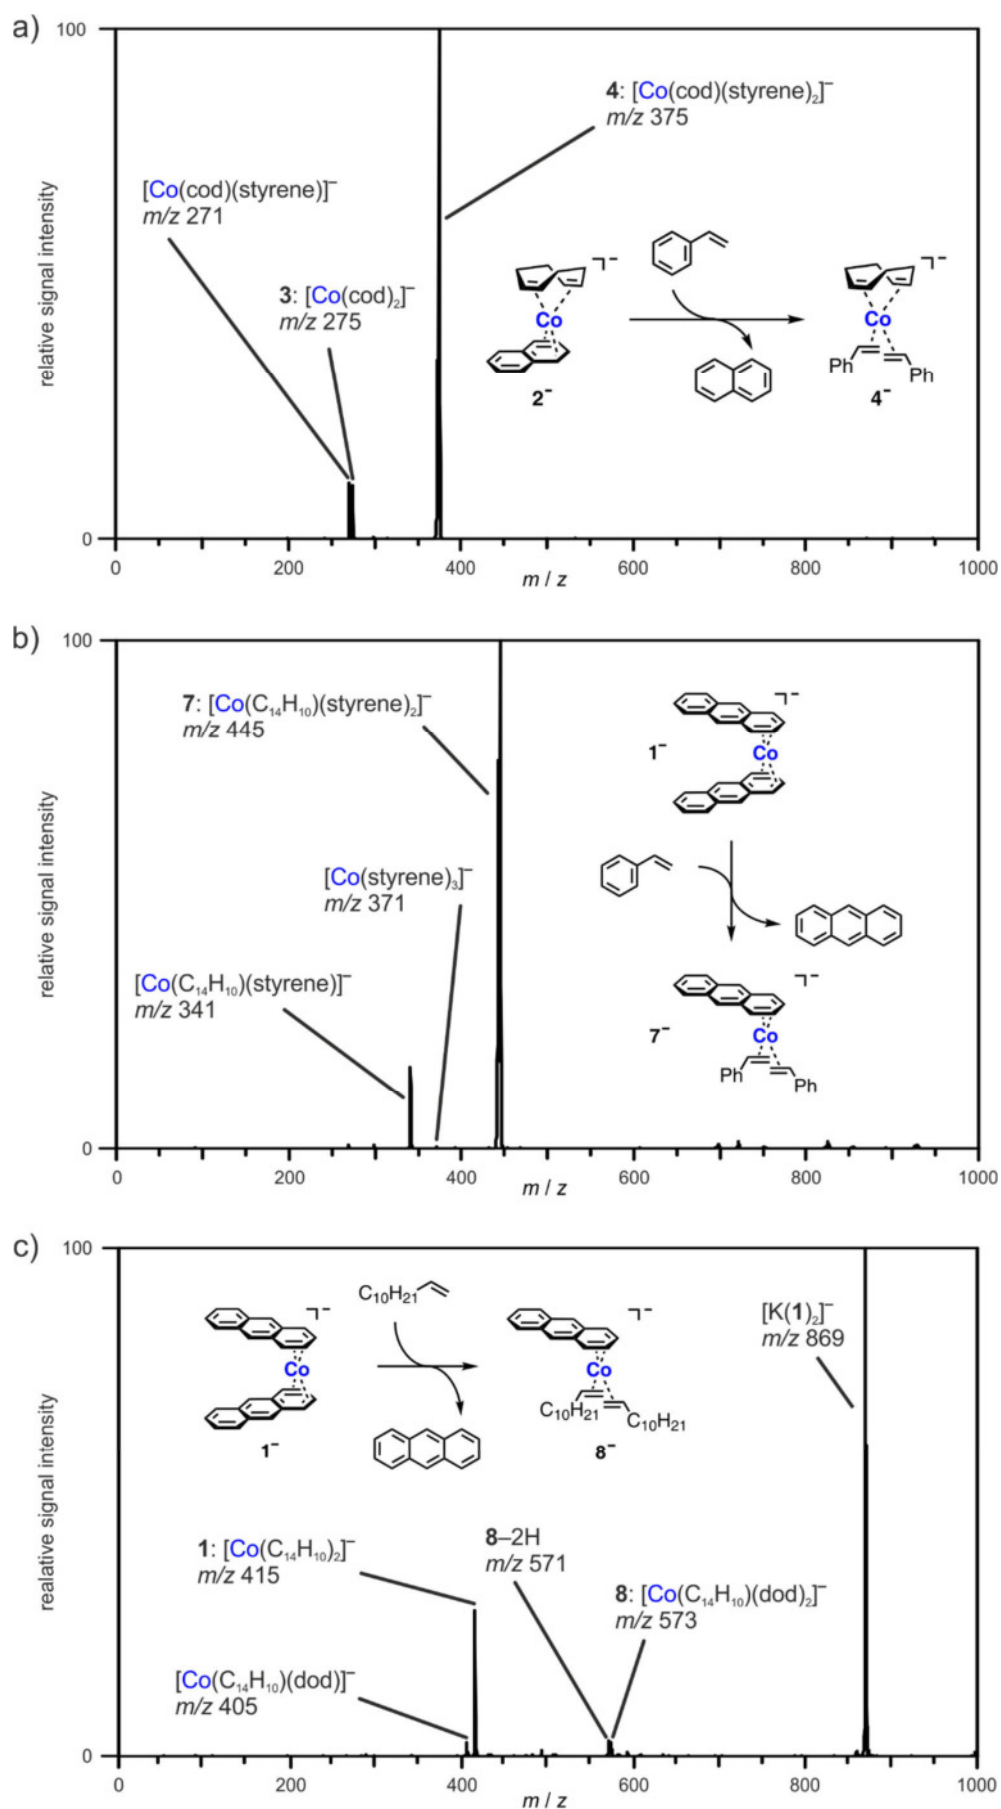 a)
100
relative signal intensity
4: [Co(cod)(styrene)₂]⁻
m/z 375
[Co(cod)(styrene)]⁻
m/z 271
3: [Co(cod)₂]⁻
m/z 275
Co
2⁻
Co
Ph
Ph
4⁻
0
0 200 400 600 800 1000
m / z
b)
100
relative signal intensity
7: [Co(C₁₄H₁₀)(styrene)₂]⁻
m/z 445
1⁻
Co
[Co(styrene)₃]⁻
m/z 371
[Co(C₁₄H₁₀)(styrene)]⁻
m/z 341
7⁻
Co
Ph
Ph
0
0 200 400 600 800 1000
m / z
c)
100
realative signal intensity
C₁₀H₂₁
Co
1⁻
Co
C₁₀H₂₁
C₁₀H₂₁
8⁻
[K(1)₂]⁻
m/z 869
1: [Co(C₁₄H₁₀)₂]⁻
m/z 415
8–2H
m/z 571
8: [Co(C₁₄H₁₀)(dod)₂]⁻
m/z 573
[Co(C₁₄H₁₀)(dod)]⁻
m/z 405
0
0 200 400 600 800 1000
m / z